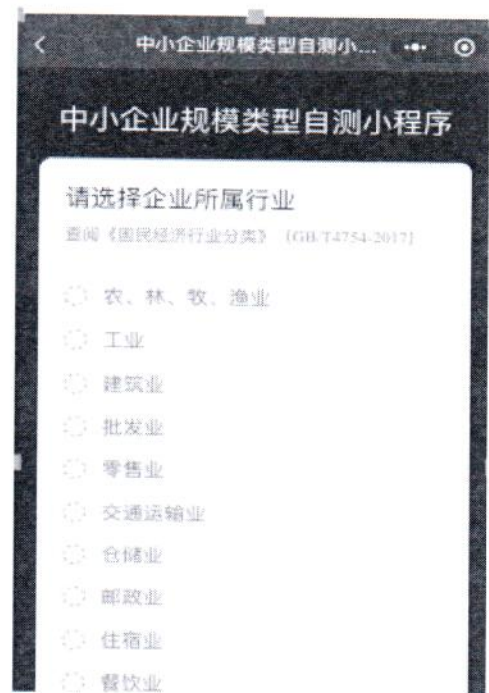 中小企业规模类型自测小...
中小企业规模类型自测小程序
请选择企业所属行业
查阅《国民经济行业分类》（GB/T4754-2017）
农、林、牧、渔业
工业
建筑业
批发业
零售业
交通运输业
仓储业
邮政业
住宿业
餐饮业